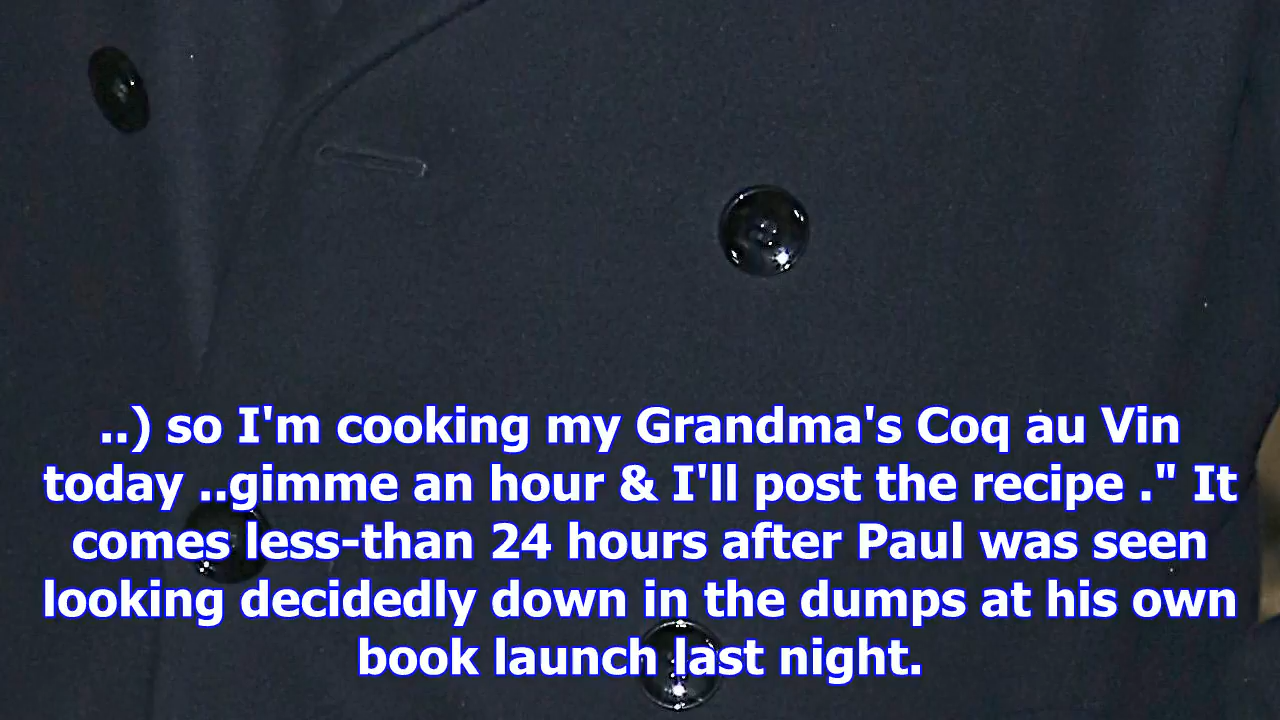 ..) so I'm cooking my Grandma's Coq au Vin
today ..gimme an hour & I'll post the recipe ." It
comes less-than 24 hours after Paul was seen
looking decidedly down in the dumps at his own
book launch last night.